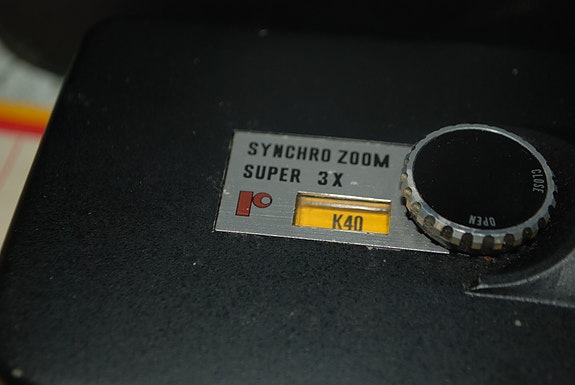 SYNCHRO ZOOM
SUPER 3X
K40
CLOSE
OPEN